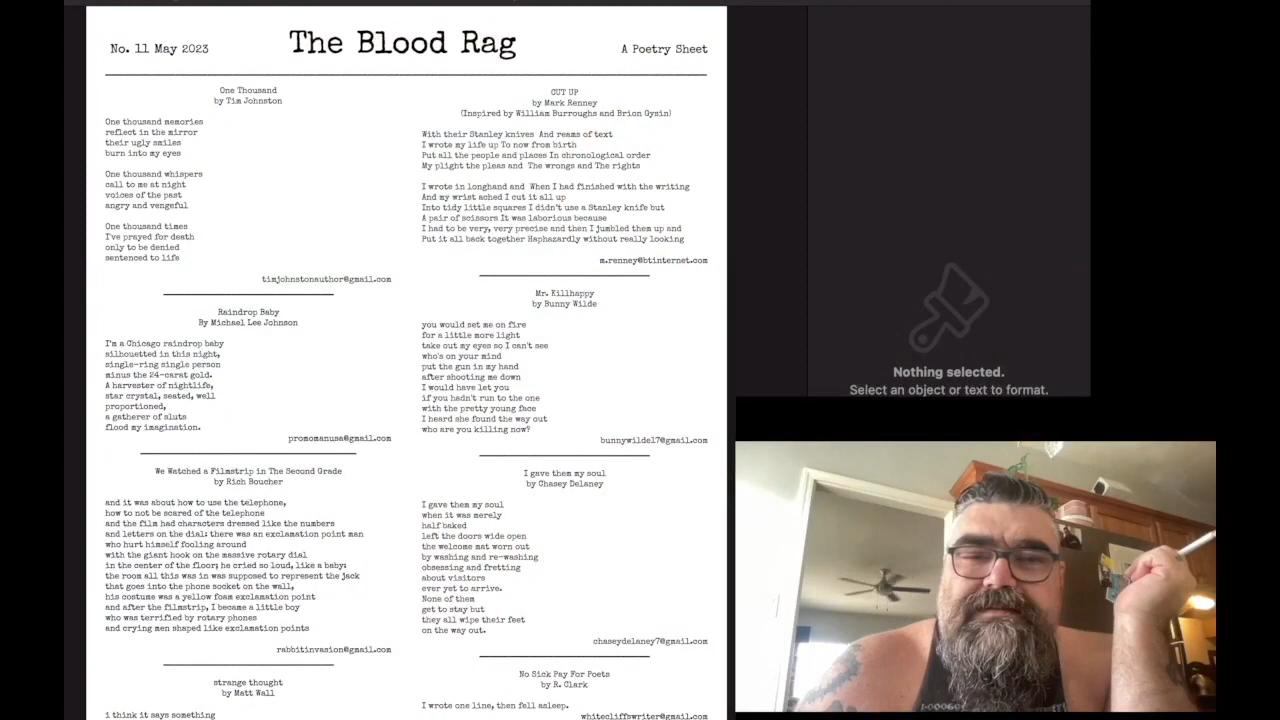 No. 11 May 2023
The Blood Rag
A Poetry Sheet
One Thousand
by Tim Johnston
One thousand memories
reflect in the mirror
their ugly smiles
burn into my eyes
One thousand whispers
call to me at night
voices of the past
angry and vengeful
One thousand times
I've prayed for death
only to be denied
sentenced to life
timjohnstonauthor@gmail.com
Raindrop Baby
By Michael Lee Johnson
I'm a Chicago raindrop baby
silhouetted in this night,
single-ring single person
minus the 24-carat gold.
A harvester of nightlife,
star crystal, seated, well
proportioned,
a gatherer of sluts
flood my imagination.
promomanusa@gmail.com
We Watched a Filmstrip in The Second Grade
by Rich Boucher
and it was about how to use the telephone,
how to not be scared of the telephone
and the film had characters dressed like the numbers
and letters on the dial: there was an exclamation point man
who hurt himself fooling around
with the giant hook on the massive rotary dial
in the center of the floor; he cried so loud, like a baby:
the room all this was in was supposed to represent the jack
that goes into the phone socket on the wall,
his costume was a yellow foam exclamation point
and after the filmstrip, I became a little boy
who was terrified by rotary phones
and crying men shaped like exclamation points
rabbitinvasion@gmail.com
strange thought
by Matt Wall
i think it says something
CUT UP
by Mark Renney
(Inspired by William Burroughs and Brion Gysin)
With their Stanley knives  And reams of text
I wrote my life up To now from birth
Put all the people and places In chronological order
My plight the pleas and  The wrongs and The rights
I wrote in longhand and  When I had finished with the writing
And my wrist ached I cut it all up
Into tidy little squares I didn't use a Stanley knife but
A pair of scissors It was laborious because
I had to be very, very precise and then I jumbled them up and
Put it all back together Haphazardly without really looking
m.renney@btinternet.com
Mr. Killhappy
by Bunny Wilde
you would set me on fire
for a little more light
take out my eyes so I can't see
who's on your mind
put the gun in my hand
after shooting me down
I would have let you
if you hadn't run to the one
with the pretty young face
I heard she found the way out
who are you killing now?
bunnywilde17@gmail.com
I gave them my soul
by Chasey Delaney
I gave them my soul
when it was merely
half baked
left the doors wide open
the welcome mat worn out
by washing and re-washing
obsessing and fretting
about visitors
ever yet to arrive.
None of them
get to stay but
they all wipe their feet
on the way out.
chaseydelaney7@gmail.com
No Sick Pay For Poets
by R. Clark
I wrote one line, then fell asleep.
whitecliffswriter@gmail.com
Nothing selected.
Select an object or text to format.